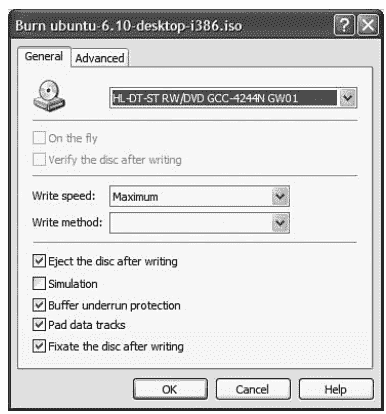 Burn ubuntu-6.10-desktop-i386.iso
General
Advanced
HL-DT-ST RW/DVD GCC-4244N GW01
On the fly
Verify the disc after writing
Write speed: Maximum
Write method:
Eject the disc after writing
Simulation
Buffer underrun protection
Pad data tracks
Fixate the disc after writing
OK Cancel Help